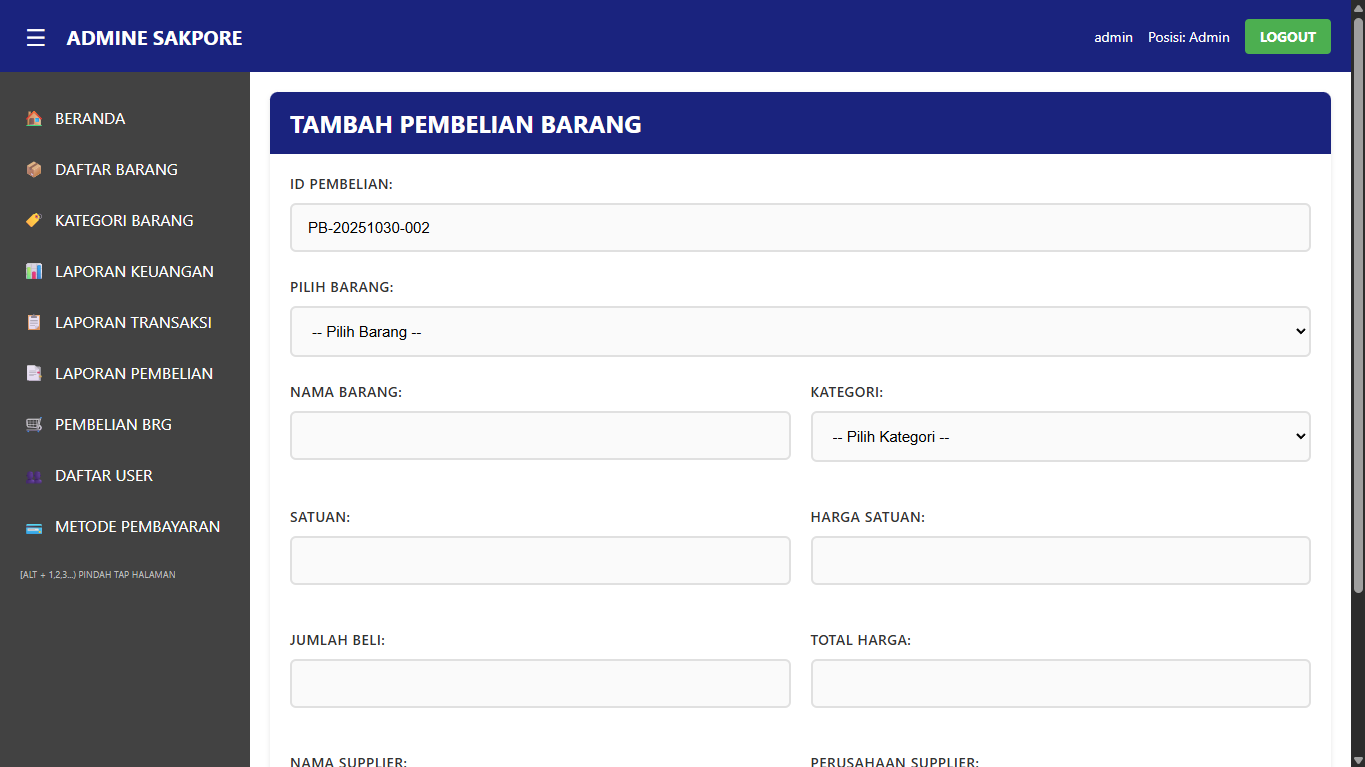 ☰ ADMINE SAKPORE
admin Posisi: Admin LOGOUT
BERANDA
DAFTAR BARANG
KATEGORI BARANG
LAPORAN KEUANGAN
LAPORAN TRANSAKSI
LAPORAN PEMBELIAN
PEMBELIAN BRG
DAFTAR USER
METODE PEMBAYARAN
[ALT + 1,2,3...) PINDAH TAP HALAMAN
TAMBAH PEMBELIAN BARANG
ID PEMBELIAN:
PB-20251030-002
PILIH BARANG:
-- Pilih Barang --
NAMA BARANG:
KATEGORI:
-- Pilih Kategori --
SATUAN:
HARGA SATUAN:
JUMLAH BELI:
TOTAL HARGA:
NAMA SUPPLIER:
PERUSAHAAN SUPPLIER: